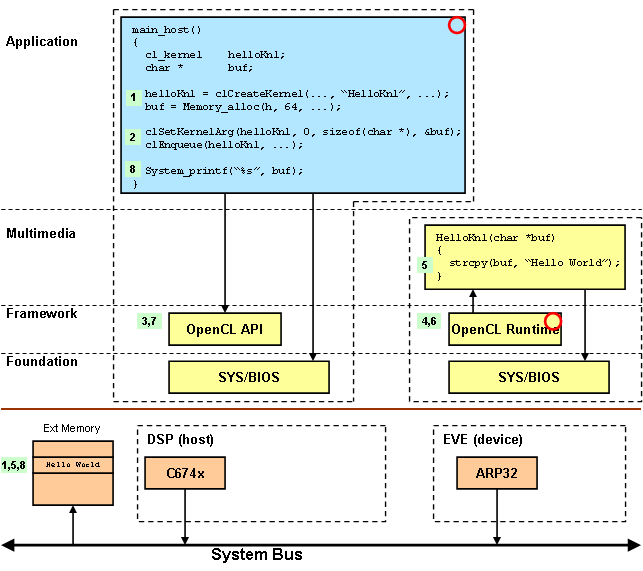 Application
main_host()
{
cl_kernel helloKnl;
char * buf;
1 helloKnl = clCreateKernel(..., “HelloKnl”, ...);
buf = Memory_alloc(h, 64, ...);
2 clSetKernelArg(helloKnl, 0, sizeof(char *), &buf);
clEnqueue(helloKnl, ...);
8 System_printf(“%s”, buf);
}
Multimedia
HelloKnl(char *buf)
{
5 strcpy(buf, “Hello World”);
}
Framework
3,7 OpenCL API
4,6 OpenCL Runtime
Foundation
SYS/BIOS
SYS/BIOS
Ext Memory
1,5,8 Hello World
DSP (host)
C674x
EVE (device)
ARP32
System Bus